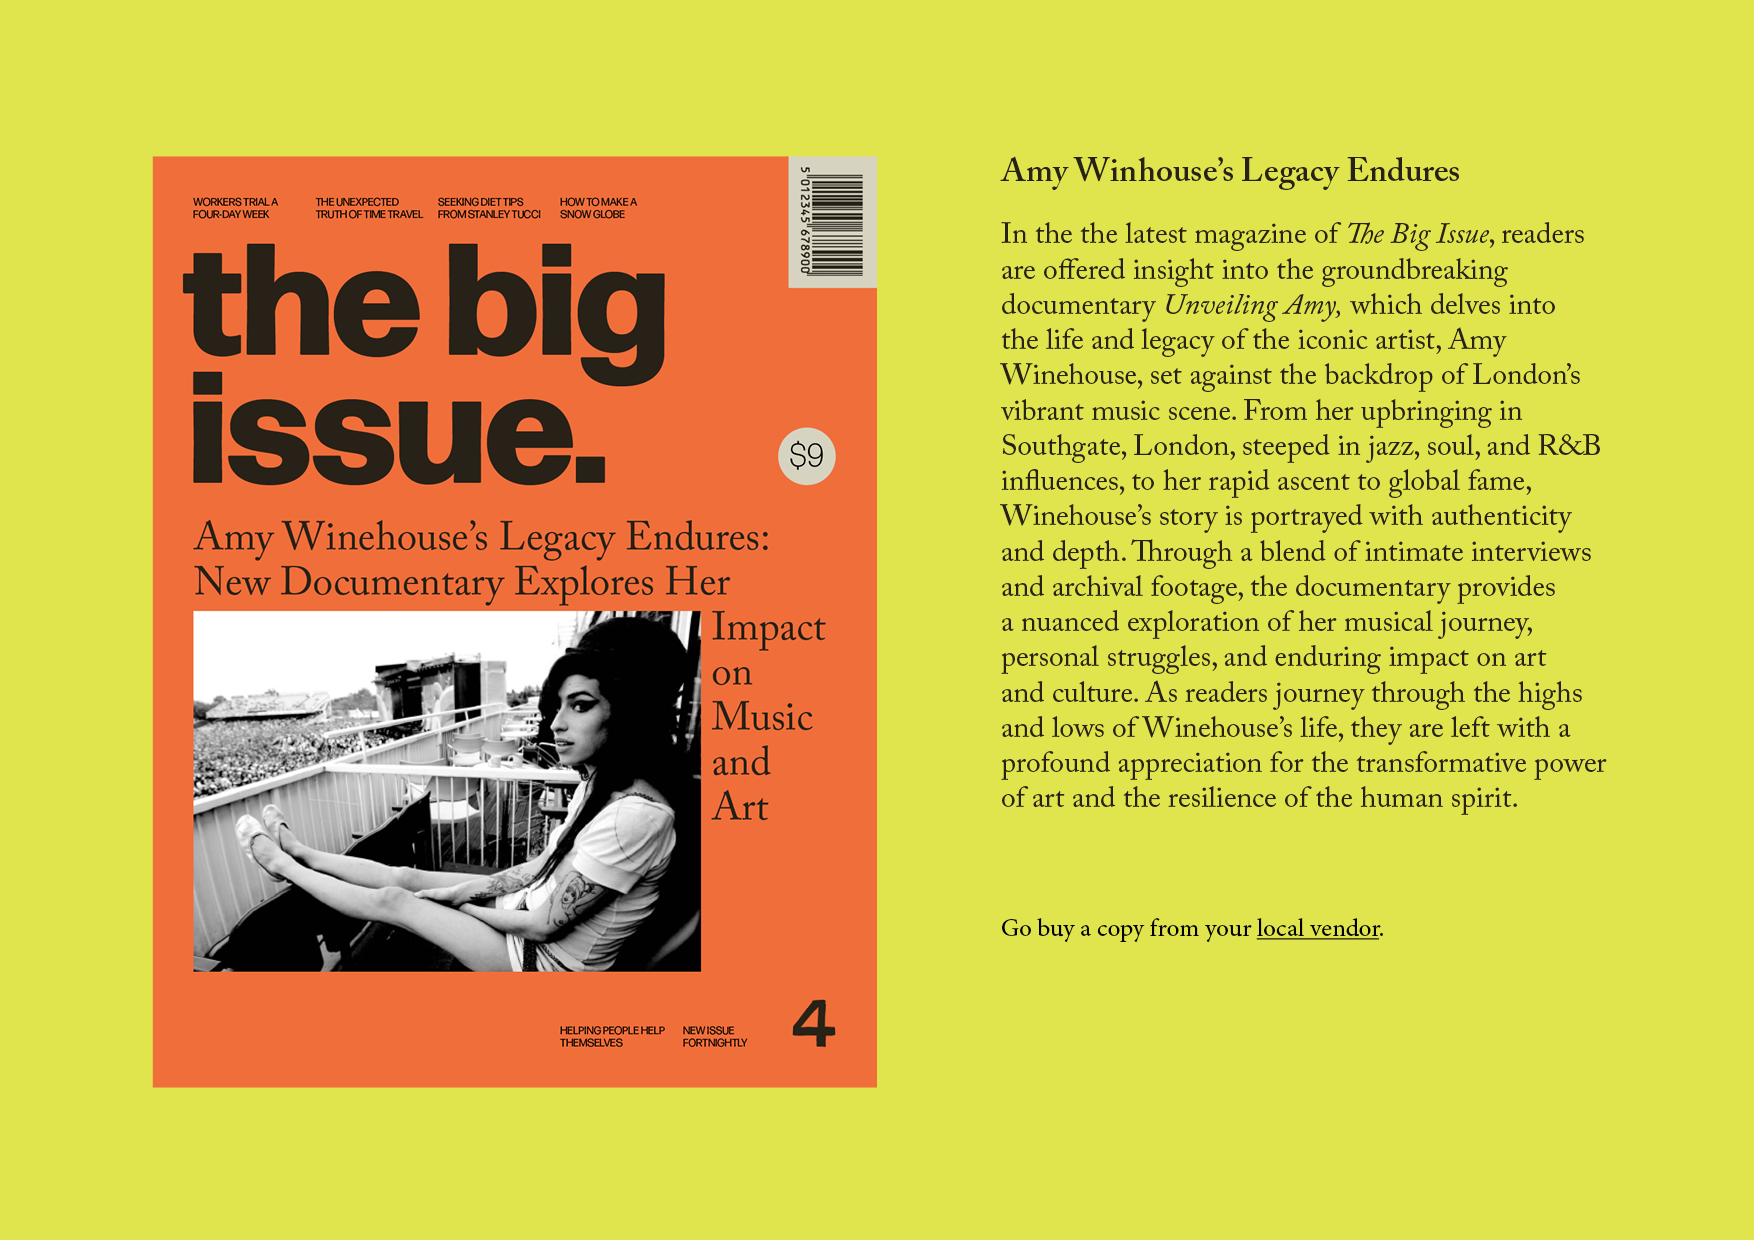 WORKERS TRIAL A
FOUR-DAY WEEK
THE UNEXPECTED
TRUTH OF TIME TRAVEL
SEEKING DIET TIPS
FROM STANLEY TUCCI
HOW TO MAKE A
SNOW GLOBE
5 012345 678900
the big
issue.
$9
Amy Winehouse’s Legacy Endures:
New Documentary Explores Her
Impact
on
Music
and
Art
HELPING PEOPLE HELP
THEMSELVES
NEW ISSUE
FORTNIGHTLY
4
Amy Winhouse’s Legacy Endures
In the the latest magazine of The Big Issue, readers
are offered insight into the groundbreaking
documentary Unveiling Amy, which delves into
the life and legacy of the iconic artist, Amy
Winehouse, set against the backdrop of London’s
vibrant music scene. From her upbringing in
Southgate, London, steeped in jazz, soul, and R&B
influences, to her rapid ascent to global fame,
Winehouse’s story is portrayed with authenticity
and depth. Through a blend of intimate interviews
and archival footage, the documentary provides
a nuanced exploration of her musical journey,
personal struggles, and enduring impact on art
and culture. As readers journey through the highs
and lows of Winehouse’s life, they are left with a
profound appreciation for the transformative power
of art and the resilience of the human spirit.
Go buy a copy from your local vendor.